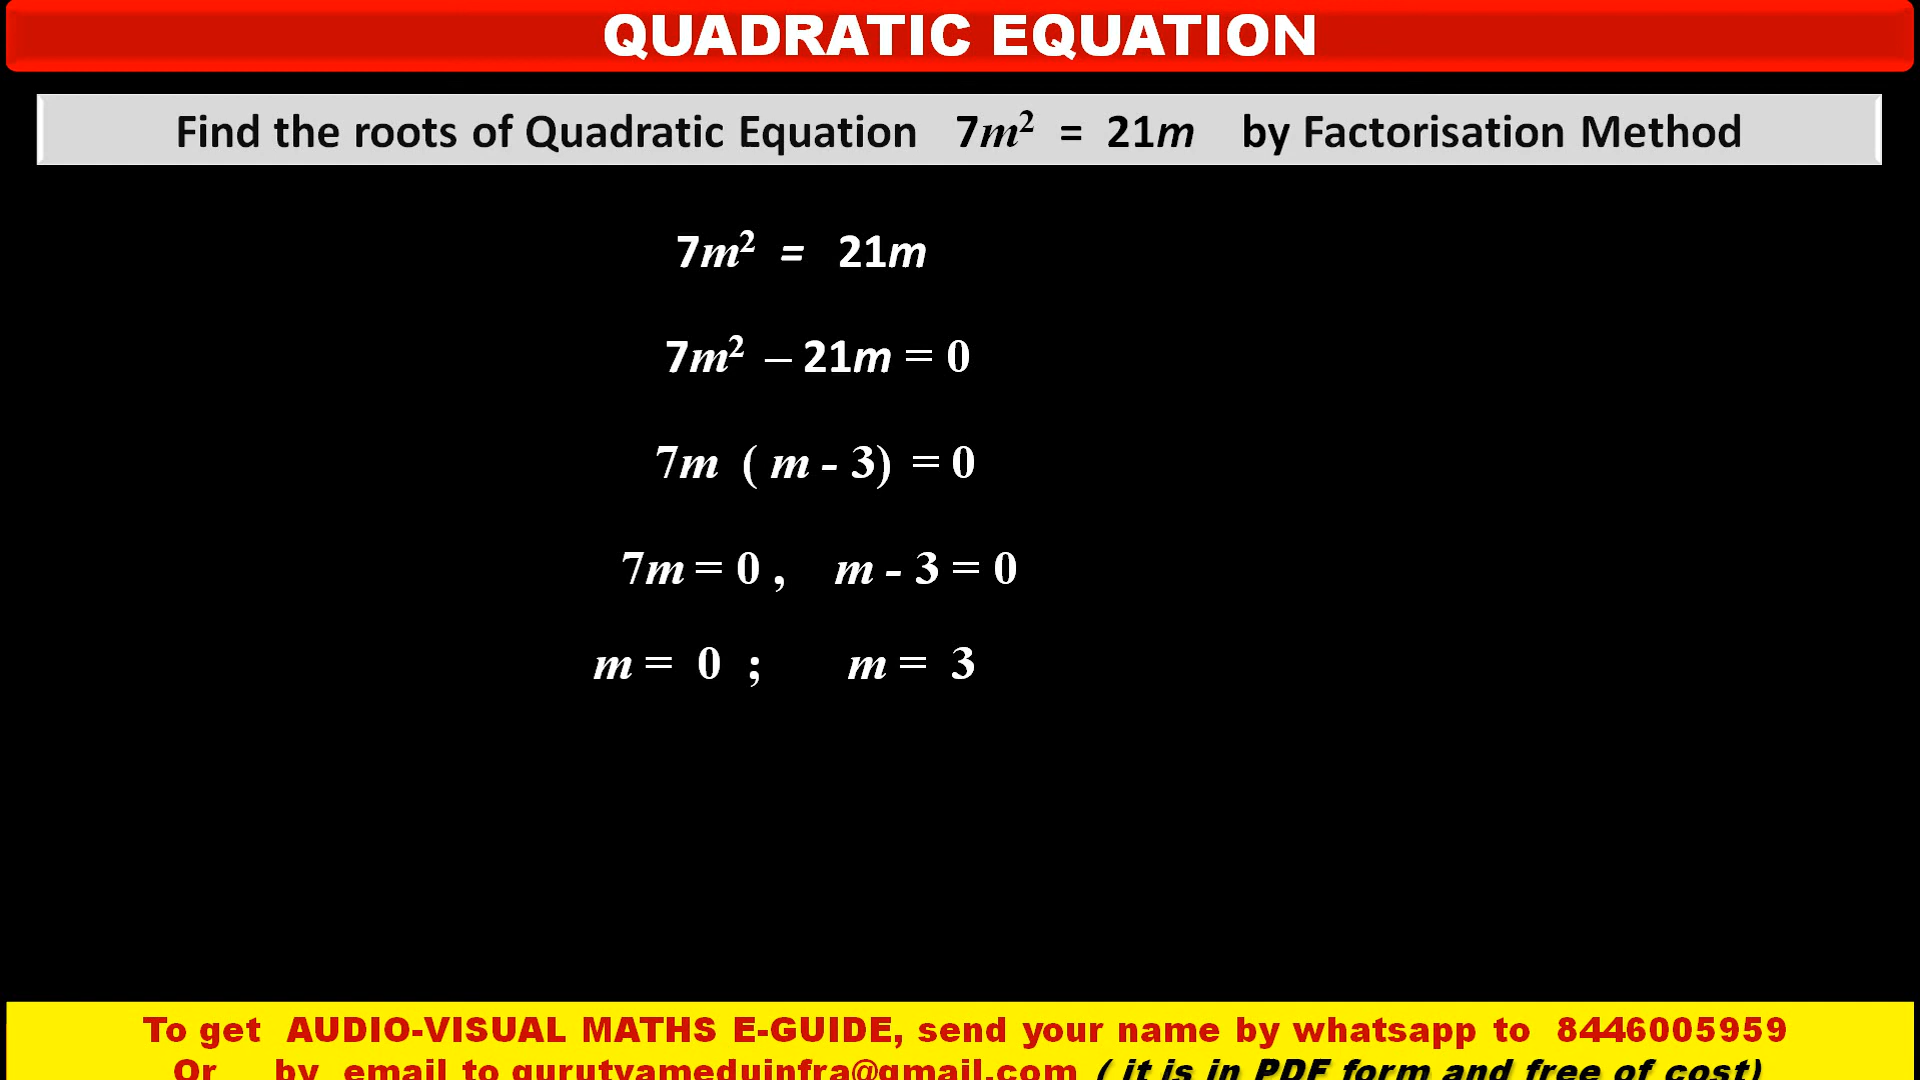 QUADRATIC EQUATION
Find the roots of Quadratic Equation 7m² = 21m by Factorisation Method
7m² = 21m
7m² – 21m = 0
7m ( m - 3) = 0
7m = 0 , m - 3 = 0
m = 0 ; m = 3
To get AUDIO-VISUAL MATHS E-GUIDE, send your name by whatsapp to 8446005959
Or by email to gurutyameduinfra@gmail.com ( it is in PDF form and free of cost)